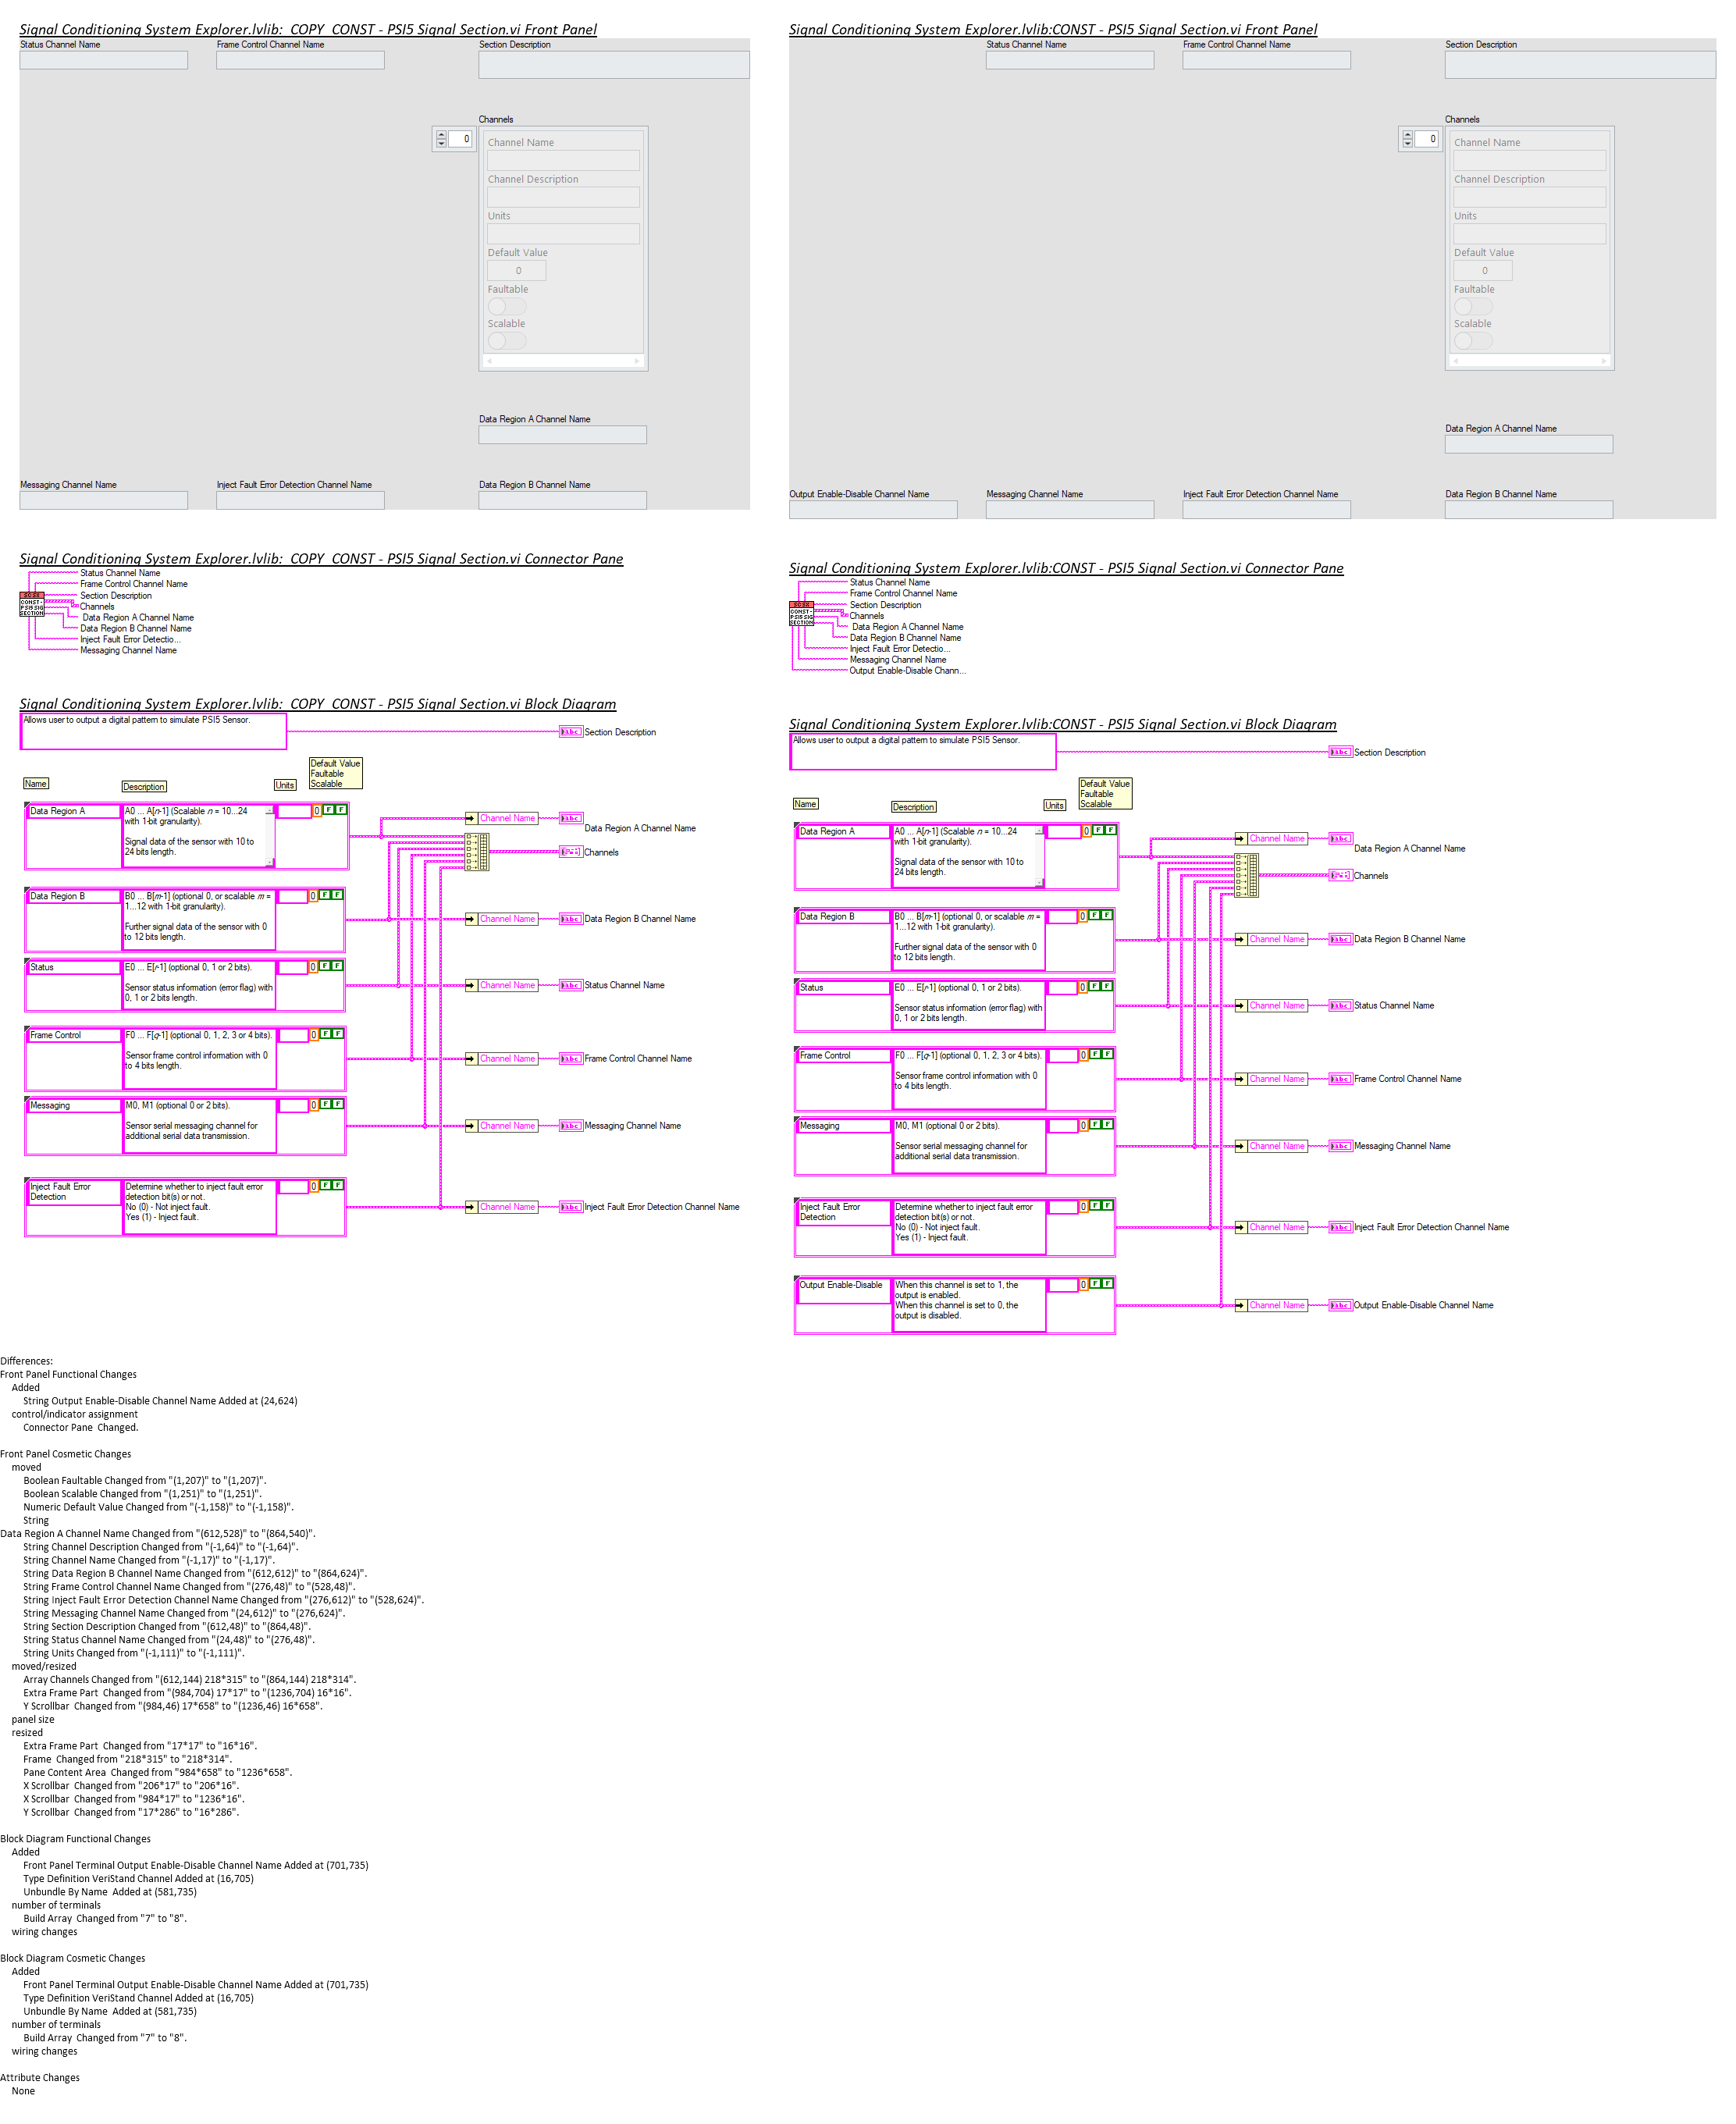 Signal Conditioning System Explorer.lvlib:_COPY_CONST - PSI5 Signal Section.vi Front Panel
Status Channel Name
Frame Control Channel Name
Section Description
Channels
0
Channel Name
Channel Description
Units
Default Value
0
Faultable
Scalable
Data Region A Channel Name
Messaging Channel Name
Inject Fault Error Detection Channel Name
Data Region B Channel Name
Signal Conditioning System Explorer.lvlib:_COPY_CONST - PSI5 Signal Section.vi Connector Pane
Status Channel Name
Frame Control Channel Name
Section Description
Channels
Data Region A Channel Name
Data Region B Channel Name
Inject Fault Error Detectio...
Messaging Channel Name
SCSX
CONST-
PSI5 SIG
SECTION
Signal Conditioning System Explorer.lvlib:_COPY_CONST - PSI5 Signal Section.vi Block Diagram
Allows user to output a digital pattern to simulate PSI5 Sensor.
abc
Section Description
Name
Description
Units
Default Value
Faultable
Scalable
Data Region A
A0 ... A[n-1] (Scalable n = 10...24
with 1-bit granularity).
Signal data of the sensor with 10 to
24 bits length.
0 F F
Channel Name
abc
Data Region A Channel Name
Channels
Data Region B
B0 ... B[m-1] (optional 0, or scalable m =
1...12 with 1-bit granularity).
Further signal data of the sensor with 0
to 12 bits length.
0 F F
Channel Name
abc
Data Region B Channel Name
Status
E0 ... E[r-1] (optional 0, 1 or 2 bits).
Sensor status information (error flag) with
0, 1 or 2 bits length.
0 F F
Channel Name
abc
Status Channel Name
Frame Control
F0 ... F[q-1] (optional 0, 1, 2, 3 or 4 bits).
Sensor frame control information with 0
to 4 bits length.
0 F F
Channel Name
abc
Frame Control Channel Name
Messaging
M0, M1 (optional 0 or 2 bits).
Sensor serial messaging channel for
additional serial data transmission.
0 F F
Channel Name
abc
Messaging Channel Name
Inject Fault Error
Detection
Determine whether to inject fault error
detection bit(s) or not.
No (0) - Not inject fault.
Yes (1) - Inject fault.
0 F F
Channel Name
abc
Inject Fault Error Detection Channel Name
Signal Conditioning System Explorer.lvlib:CONST - PSI5 Signal Section.vi Front Panel
Status Channel Name
Frame Control Channel Name
Section Description
Channels
0
Channel Name
Channel Description
Units
Default Value
0
Faultable
Scalable
Data Region A Channel Name
Output Enable-Disable Channel Name
Messaging Channel Name
Inject Fault Error Detection Channel Name
Data Region B Channel Name
Signal Conditioning System Explorer.lvlib:CONST - PSI5 Signal Section.vi Connector Pane
Status Channel Name
Frame Control Channel Name
Section Description
Channels
Data Region A Channel Name
Data Region B Channel Name
Inject Fault Error Detectio...
Messaging Channel Name
Output Enable-Disable Chann...
SCSX
CONST-
PSI5 SIG
SECTION
Signal Conditioning System Explorer.lvlib:CONST - PSI5 Signal Section.vi Block Diagram
Allows user to output a digital pattern to simulate PSI5 Sensor.
abc
Section Description
Name
Description
Units
Default Value
Faultable
Scalable
Data Region A
A0 ... A[n-1] (Scalable n = 10...24
with 1-bit granularity).
Signal data of the sensor with 10 to
24 bits length.
0 F F
Channel Name
abc
Data Region A Channel Name
Channels
Data Region B
B0 ... B[m-1] (optional 0, or scalable m =
1...12 with 1-bit granularity).
Further signal data of the sensor with 0
to 12 bits length.
0 F F
Channel Name
abc
Data Region B Channel Name
Status
E0 ... E[r-1] (optional 0, 1 or 2 bits).
Sensor status information (error flag) with
0, 1 or 2 bits length.
0 F F
Channel Name
abc
Status Channel Name
Frame Control
F0 ... F[q-1] (optional 0, 1, 2, 3 or 4 bits).
Sensor frame control information with 0
to 4 bits length.
0 F F
Channel Name
abc
Frame Control Channel Name
Messaging
M0, M1 (optional 0 or 2 bits).
Sensor serial messaging channel for
additional serial data transmission.
0 F F
Channel Name
abc
Messaging Channel Name
Inject Fault Error
Detection
Determine whether to inject fault error
detection bit(s) or not.
No (0) - Not inject fault.
Yes (1) - Inject fault.
0 F F
Channel Name
abc
Inject Fault Error Detection Channel Name
Output Enable-Disable
When this channel is set to 1, the
output is enabled.
When this channel is set to 0, the
output is disabled.
0 F F
Channel Name
abc
Output Enable-Disable Channel Name
Differences:
Front Panel Functional Changes
Added
String Output Enable-Disable Channel Name Added at (24,624)
control/indicator assignment
Connector Pane  Changed.
Front Panel Cosmetic Changes
moved
Boolean Faultable Changed from "(1,207)" to "(1,207)".
Boolean Scalable Changed from "(1,251)" to "(1,251)".
Numeric Default Value Changed from "(-1,158)" to "(-1,158)".
String
Data Region A Channel Name Changed from "(612,528)" to "(864,540)".
String Channel Description Changed from "(-1,64)" to "(-1,64)".
String Channel Name Changed from "(-1,17)" to "(-1,17)".
String Data Region B Channel Name Changed from "(612,612)" to "(864,624)".
String Frame Control Channel Name Changed from "(276,48)" to "(528,48)".
String Inject Fault Error Detection Channel Name Changed from "(276,612)" to "(528,624)".
String Messaging Channel Name Changed from "(24,612)" to "(276,624)".
String Section Description Changed from "(612,48)" to "(864,48)".
String Status Channel Name Changed from "(24,48)" to "(276,48)".
String Units Changed from "(-1,111)" to "(-1,111)".
moved/resized
Array Channels Changed from "(612,144) 218*315" to "(864,144) 218*314".
Extra Frame Part  Changed from "(984,704) 17*17" to "(1236,704) 16*16".
Y Scrollbar  Changed from "(984,46) 17*658" to "(1236,46) 16*658".
panel size
resized
Extra Frame Part  Changed from "17*17" to "16*16".
Frame  Changed from "218*315" to "218*314".
Pane Content Area  Changed from "984*658" to "1236*658".
X Scrollbar  Changed from "206*17" to "206*16".
X Scrollbar  Changed from "984*17" to "1236*16".
Y Scrollbar  Changed from "17*286" to "16*286".
Block Diagram Functional Changes
Added
Front Panel Terminal Output Enable-Disable Channel Name Added at (701,735)
Type Definition VeriStand Channel Added at (16,705)
Unbundle By Name  Added at (581,735)
number of terminals
Build Array  Changed from "7" to "8".
wiring changes
Block Diagram Cosmetic Changes
Added
Front Panel Terminal Output Enable-Disable Channel Name Added at (701,735)
Type Definition VeriStand Channel Added at (16,705)
Unbundle By Name  Added at (581,735)
number of terminals
Build Array  Changed from "7" to "8".
wiring changes
Attribute Changes
None